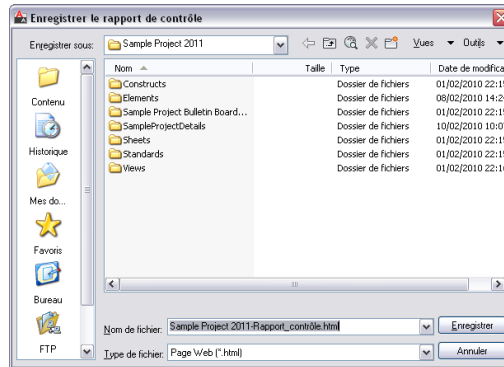 Enregistrer le rapport de contrôle
Enregistrer sous: Sample Project 2011 Vues Outils
Nom Taille Type Date de modifica
Constructs Dossier de fichiers 01/02/2010 22:15
Elements Dossier de fichiers 08/02/2010 14:2
Sample Project Bulletin Board... Dossier de fichiers 01/02/2010 22:15
SampleProjectDetails Dossier de fichiers 10/02/2010 10:0
Sheets Dossier de fichiers 01/02/2010 22:15
Standards Dossier de fichiers 01/02/2010 22:15
Views Dossier de fichiers 01/02/2010 22:1
Contenu
Historique
Mes do...
Favoris
Bureau
FTP
Nom de fichier: Sample Project 2011-Rapport_contrôle.html Enregistrer
Type de fichier: Page Web (*.html) Annuler